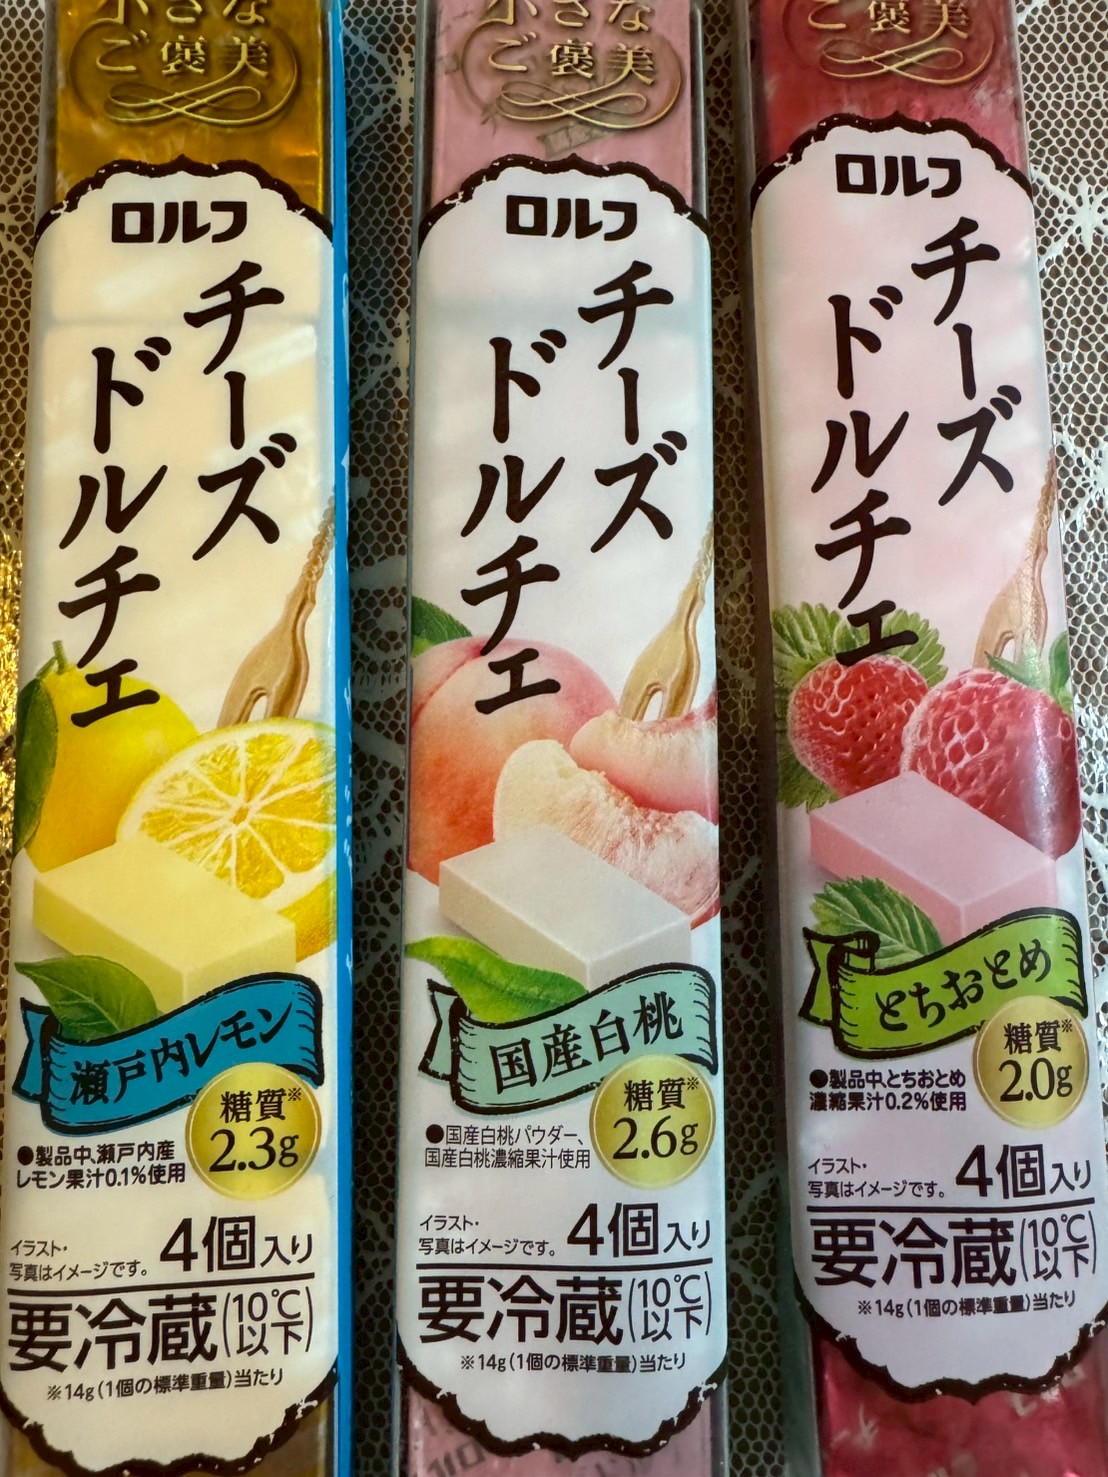 小さな
ご褒美
ロルフ
チーズ
ドルチェ
瀬戸内レモン
糖質※
2.3g
●製品中、瀬戸内産
レモン果汁0.1%使用
イラスト・
写真はイメージです。
4個入り
要冷蔵(10℃以下)
※14g(1個の標準重量)当たり
小さな
ご褒美
ロルフ
チーズ
ドルチェ
国産白桃
糖質※
2.6g
●国産白桃パウダー、
国産白桃濃縮果汁使用
イラスト・
写真はイメージです。
4個入り
要冷蔵(10℃以下)
※14g(1個の標準重量)当たり
ご褒美
ロルフ
チーズ
ドルチェ
とちおとめ
糖質※
2.0g
●製品中、とちおとめ
濃縮果汁0.2%使用
イラスト・
写真はイメージです。
4個入り
要冷蔵(10℃以下)
※14g(1個の標準重量)当たり